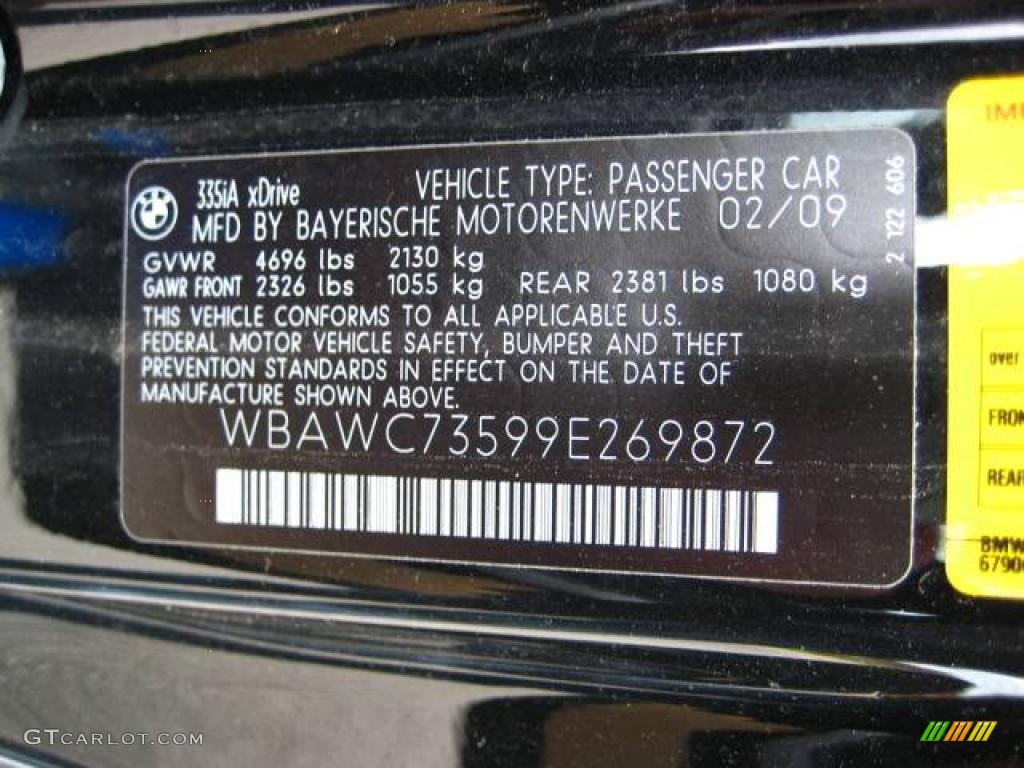 335iA xDrive VEHICLE TYPE: PASSENGER CAR
MFD BY BAYERISCHE MOTORENWERKE 02/09
GVWR 4696 lbs 2130 kg
GAWR FRONT 2326 lbs 1055 kg REAR 2381 lbs 1080 kg
THIS VEHICLE CONFORMS TO ALL APPLICABLE U.S.
FEDERAL MOTOR VEHICLE SAFETY, BUMPER AND THEFT
PREVENTION STANDARDS IN EFFECT ON THE DATE OF
MANUFACTURE SHOWN ABOVE.
WBAWC73599E269872
2 122 606
BMW
over
FRON
REAR
BMW
GTCARLOT.COM